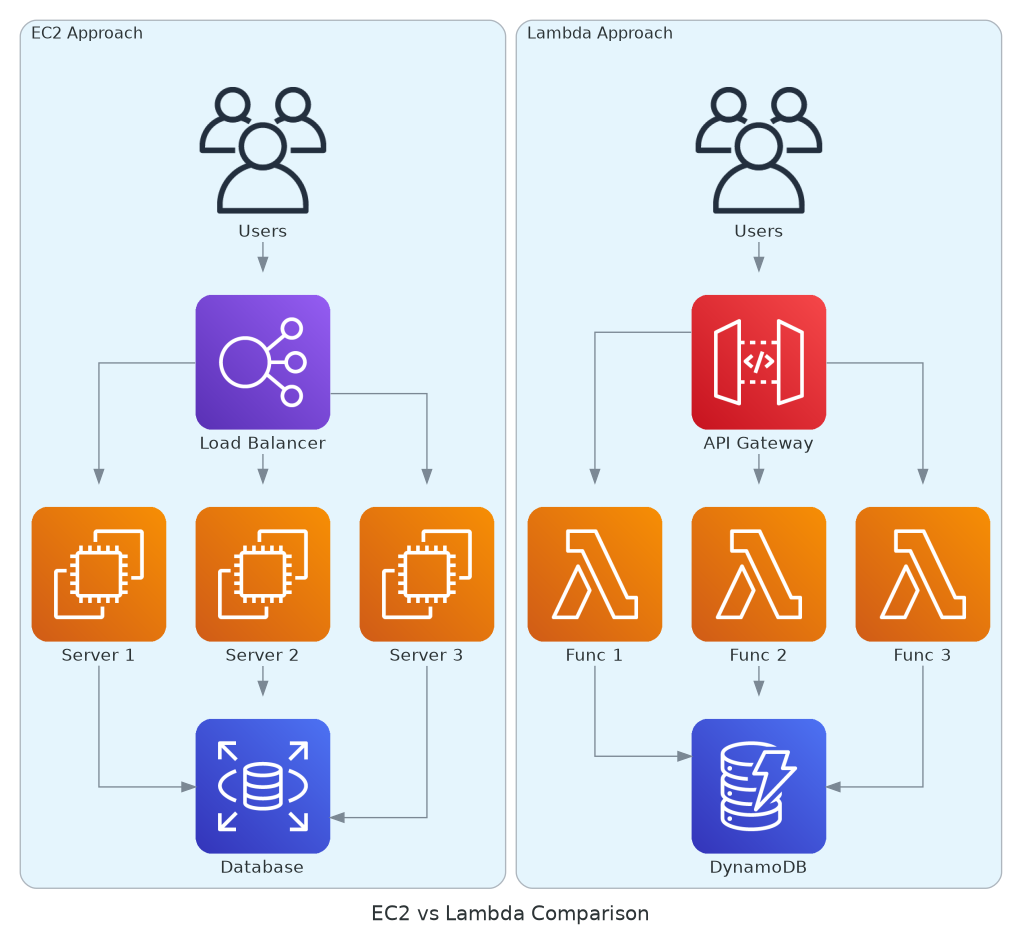 EC2 Approach
Users
Load Balancer
Server 1
Server 2
Server 3
Database
Lambda Approach
Users
API Gateway
</>
Func 1
Func 2
Func 3
DynamoDB
EC2 vs Lambda Comparison